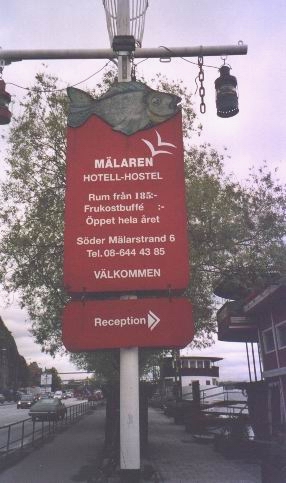 MÄLAREN
HOTELL-HOSTEL
Rum från 185:-
Frukostbuffé :-
Öppet hela året
Söder Mälarstrand 6
Tel. 08-644 43 85
VÄLKOMMEN
Reception